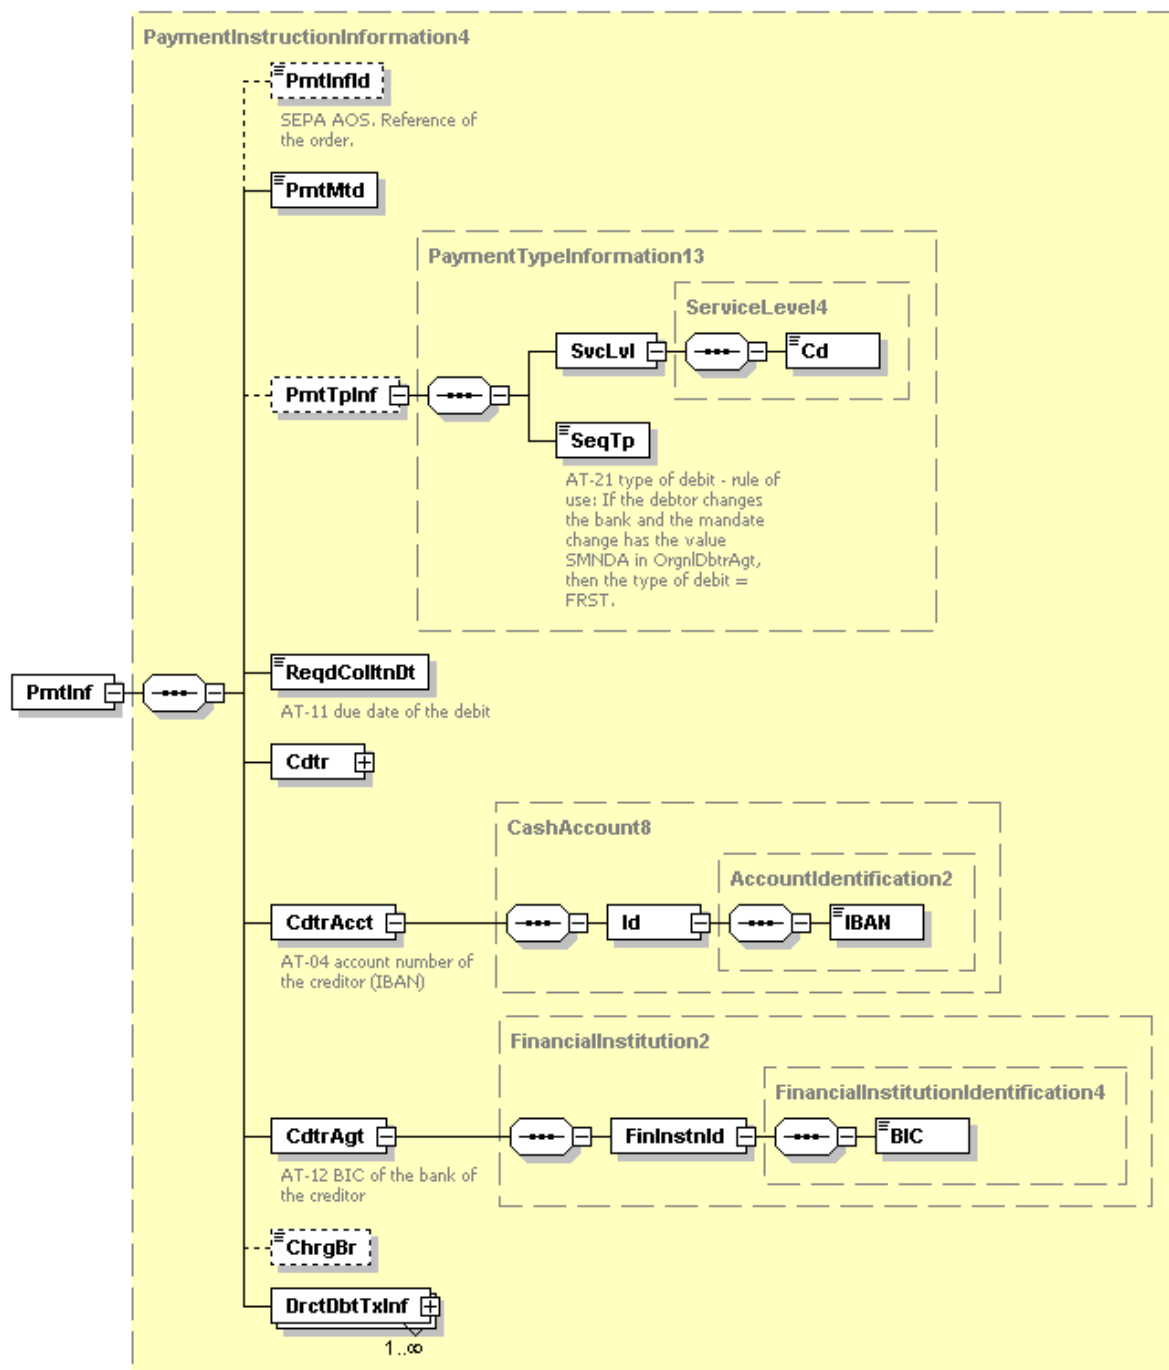 PaymentInstructionInformation4
PmtInfId
SEPA AOS. Reference of
the order.
PmtMtd
PaymentTypeInformation13
ServiceLevel4
SvcLvl
Cd
PmtTpInf
SeqTp
AT-21 type of debit - rule of
use: If the debtor changes
the bank and the mandate
change has the value
SMNDA in OrgnlDbtrAgt,
then the type of debit =
FRST.
ReqdColltnDt
PmtInf
AT-11 due date of the debit
Cdtr
CashAccount8
AccountIdentification2
CdtrAcct
Id
IBAN
AT-04 account number of
the creditor (IBAN)
FinancialInstitution2
FinancialInstitutionIdentification4
CdtrAgt
FinInstnId
BIC
AT-12 BIC of the bank of
the creditor
ChrgBr
DrctDbtTxInf
1..∞